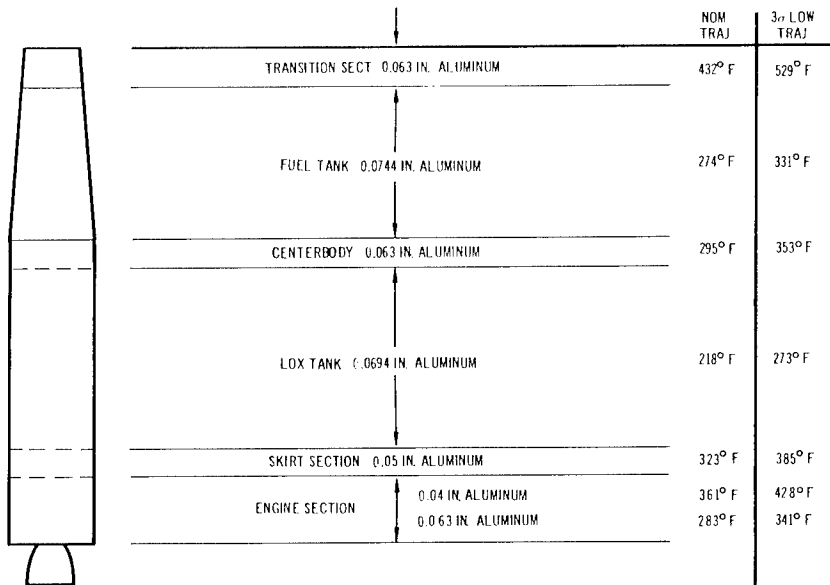 NOM TRAJ
3σ LOW TRAJ
TRANSITION SECT 0.063 IN. ALUMINUM 432° F 529° F
FUEL TANK 0.0744 IN. ALUMINUM 274° F 331° F
CENTERBODY 0.063 IN. ALUMINUM 295° F 353° F
LOX TANK 0.0694 IN. ALUMINUM 218° F 273° F
SKIRT SECTION 0.05 IN. ALUMINUM 323° F 385° F
ENGINE SECTION
0.04 IN. ALUMINUM 361° F 428° F
0.063 IN. ALUMINUM 283° F 341° F